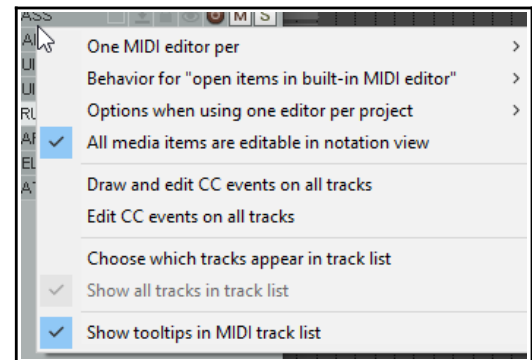 ASS M S
One MIDI editor per
Behavior for "open items in built-in MIDI editor"
Options when using one editor per project
All media items are editable in notation view
Draw and edit CC events on all tracks
Edit CC events on all tracks
Choose which tracks appear in track list
Show all tracks in track list
Show tooltips in MIDI track list